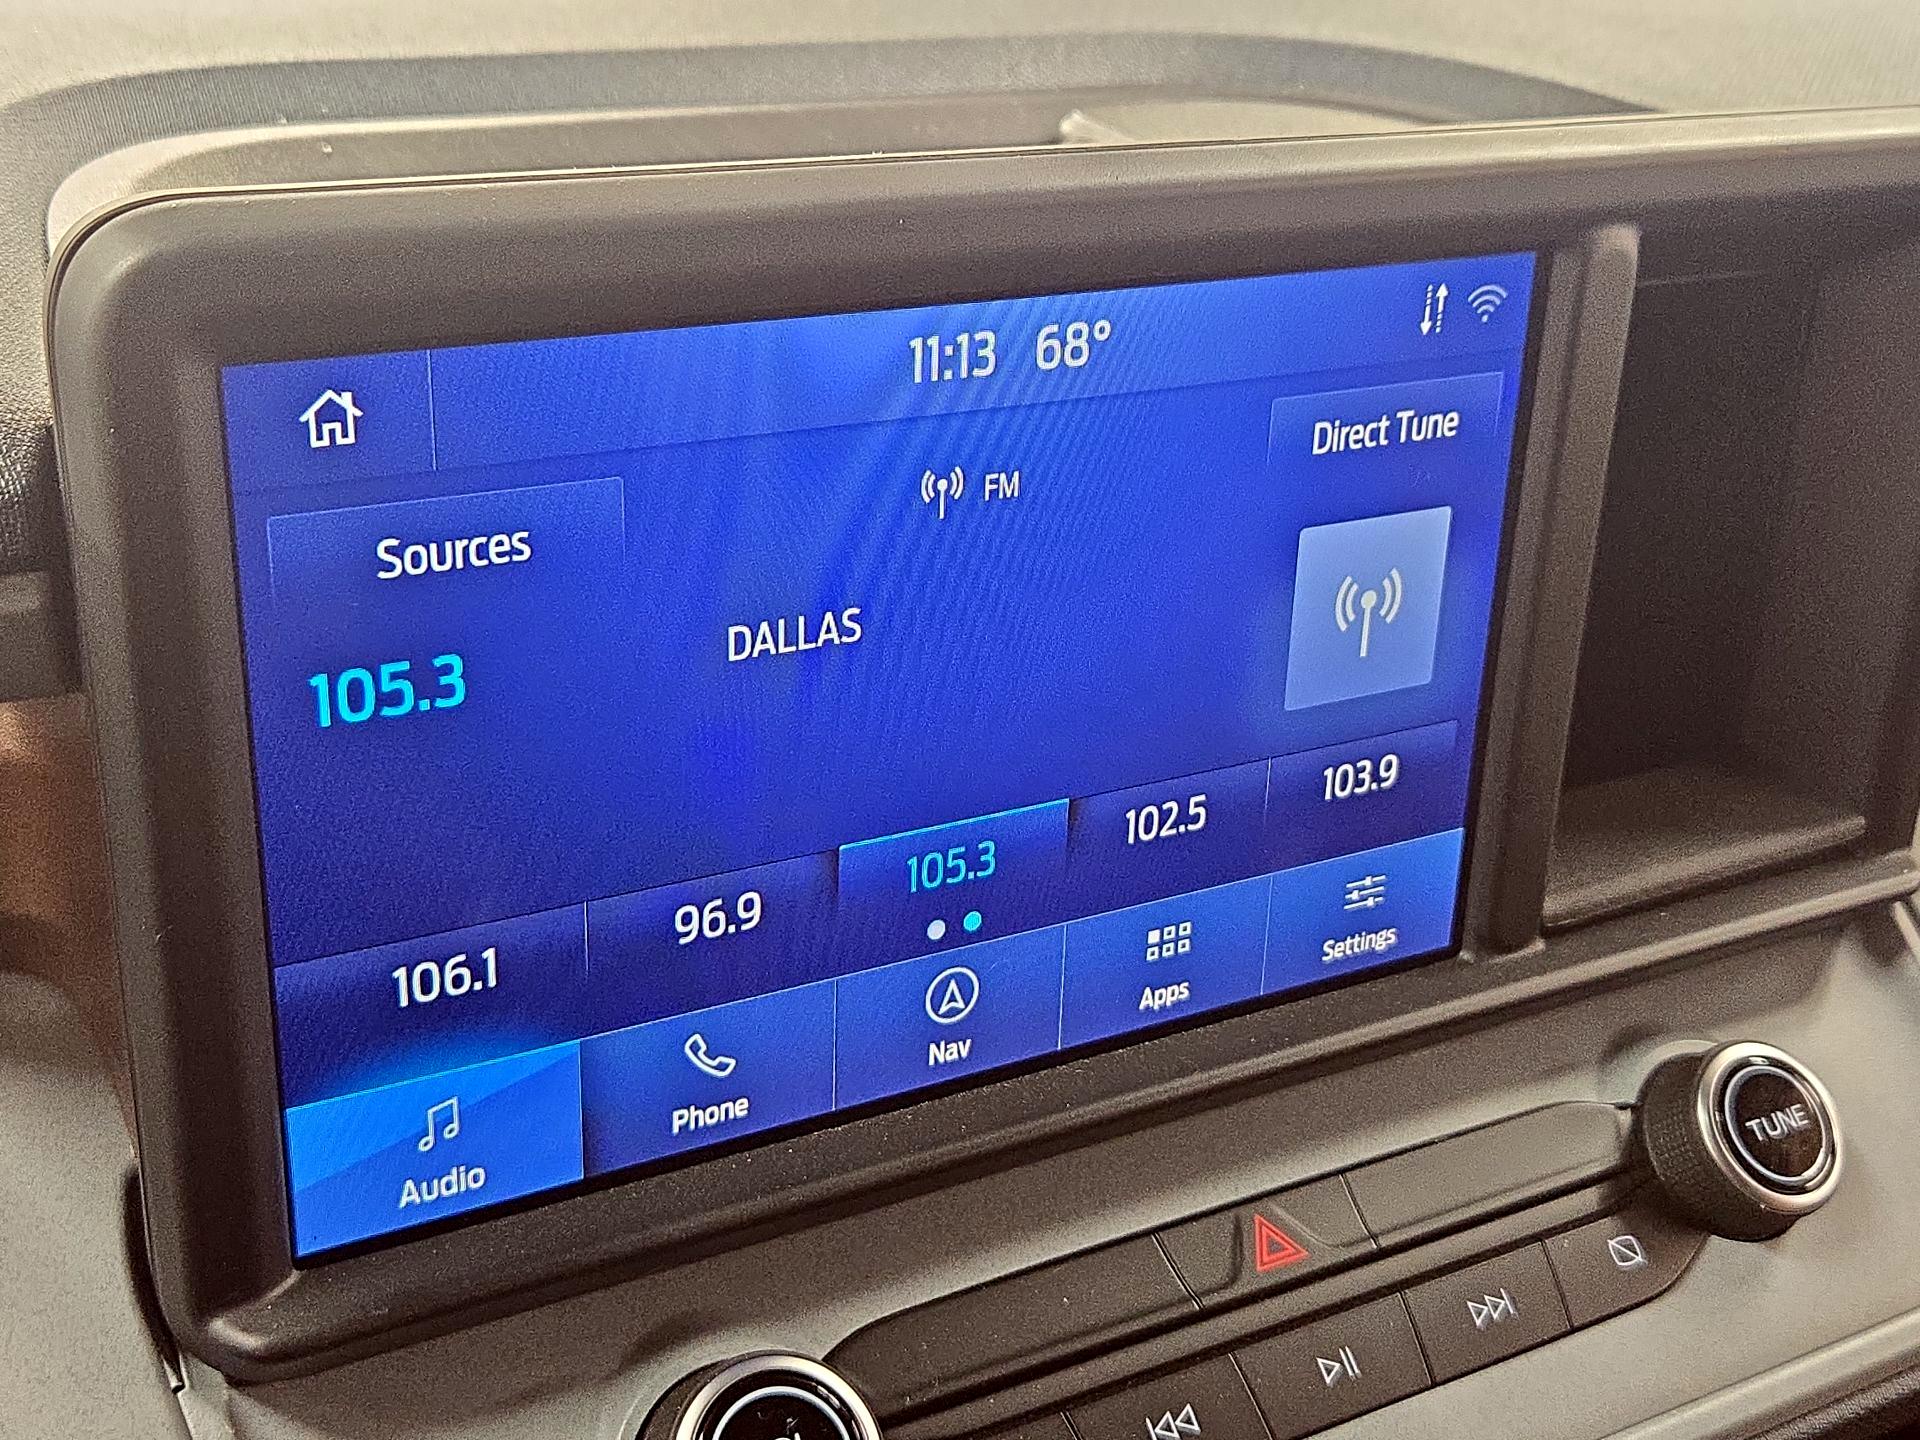 11:13 68°
Direct Tune
FM
Sources
DALLAS
105.3
106.1 96.9 105.3 102.5 103.9
Audio Phone Nav Apps Settings
TUNE